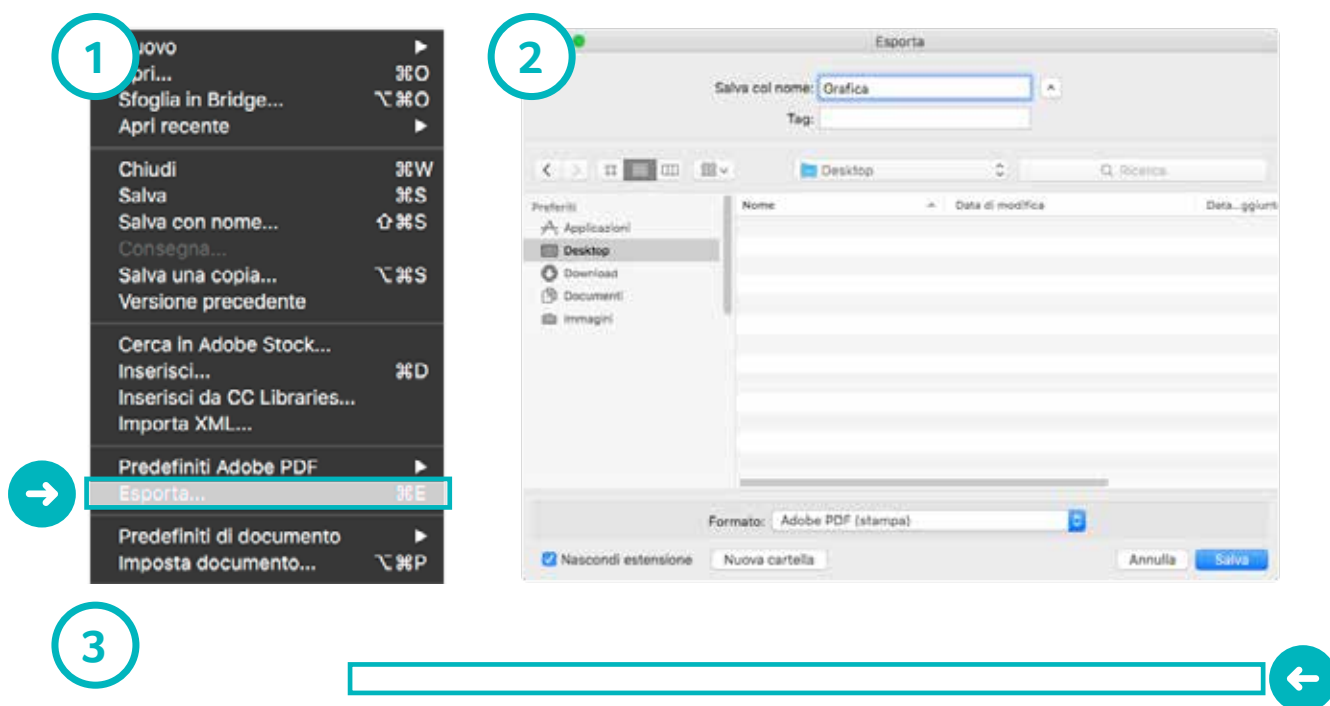 1
uovo
pri...
⌘O
Sfoglia in Bridge...
⌥⌘O
Apri recente
Chiudi
⌘W
Salva
⌘S
Salva con nome...
⇧⌘S
Consegna...
Salva una copia...
⌥⌘S
Versione precedente
Cerca in Adobe Stock...
Inserisci...
⌘D
Inserisci da CC Libraries...
Importa XML...
Predefiniti Adobe PDF
Esporta...
⌘E
Predefiniti di documento
Imposta documento...
⌥⌘P
2
Esporta
Salva col nome: Grafica
Tag:
Desktop
Ricerca
Preferiti
Applicazioni
Desktop
Download
Documenti
Immagini
Nome
Data di modifica
Data...ggiunt
Formato: Adobe PDF (stampa)
Nascondi estensione
Nuova cartella
Annulla
Salva
3